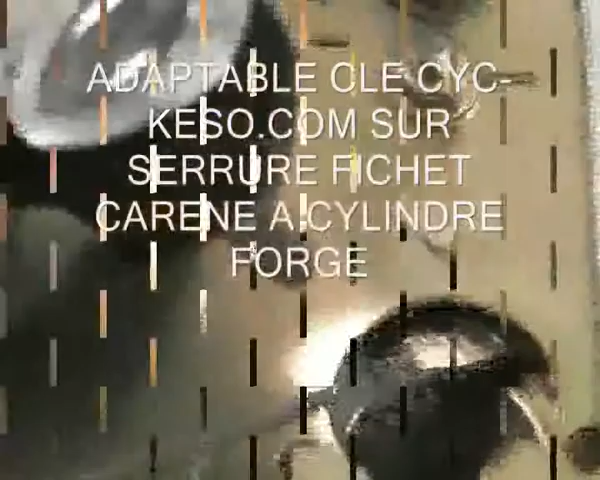 ADAPTABLE CLE CYC-
KESO.COM SUR
SERRURE FICHET
CARENE A CYLINDRE
FORGE